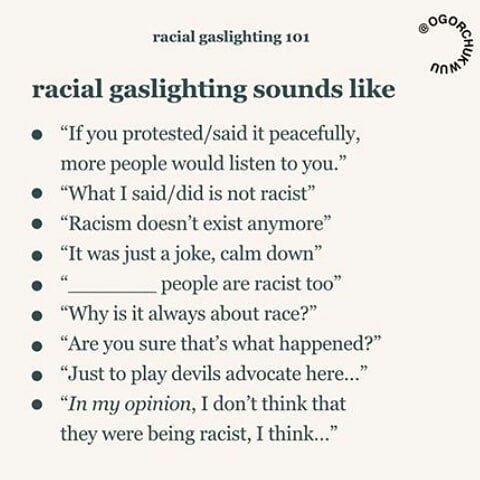 racial gaslighting 101
@OGORCHUKWUU
racial gaslighting sounds like
● “If you protested/said it peacefully,
more people would listen to you.”
● “What I said/did is not racist”
● “Racism doesn’t exist anymore”
● “It was just a joke, calm down”
● “________ people are racist too”
● “Why is it always about race?”
● “Are you sure that’s what happened?”
● “Just to play devils advocate here...”
● “In my opinion, I don’t think that
they were being racist, I think...”